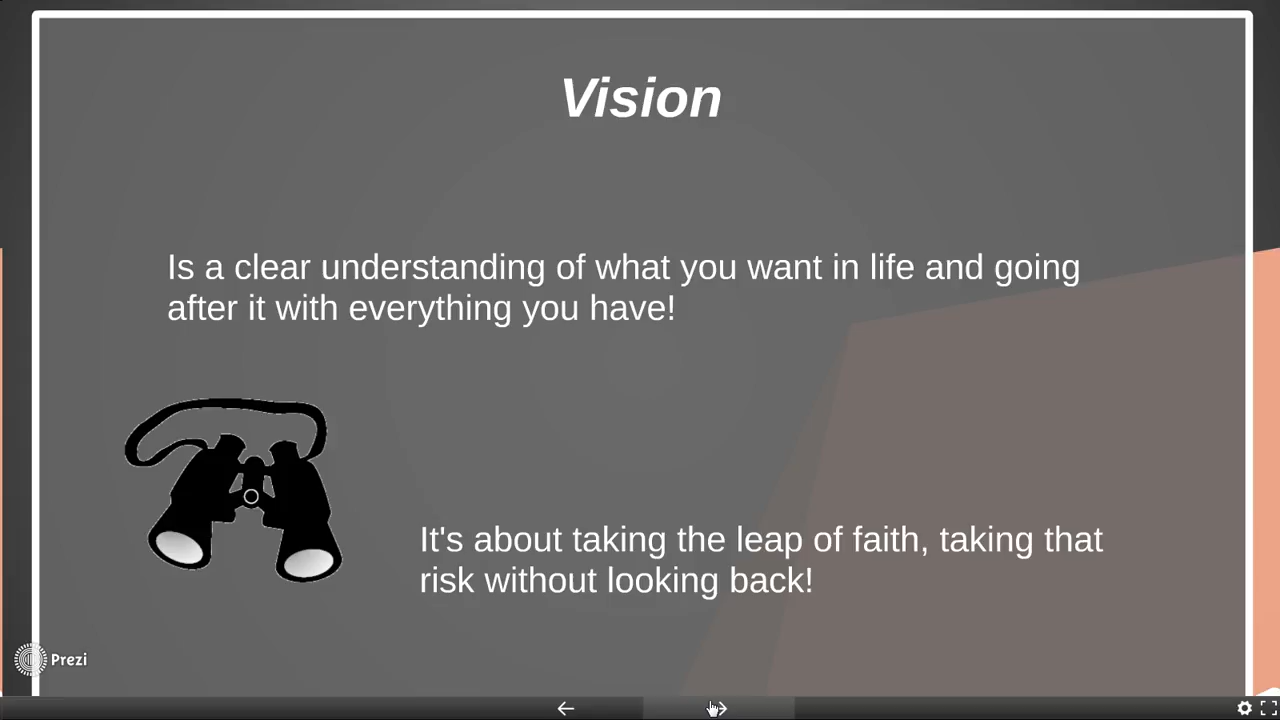 Vision
Is a clear understanding of what you want in life and going
after it with everything you have!
It's about taking the leap of faith, taking that
risk without looking back!
Prezi